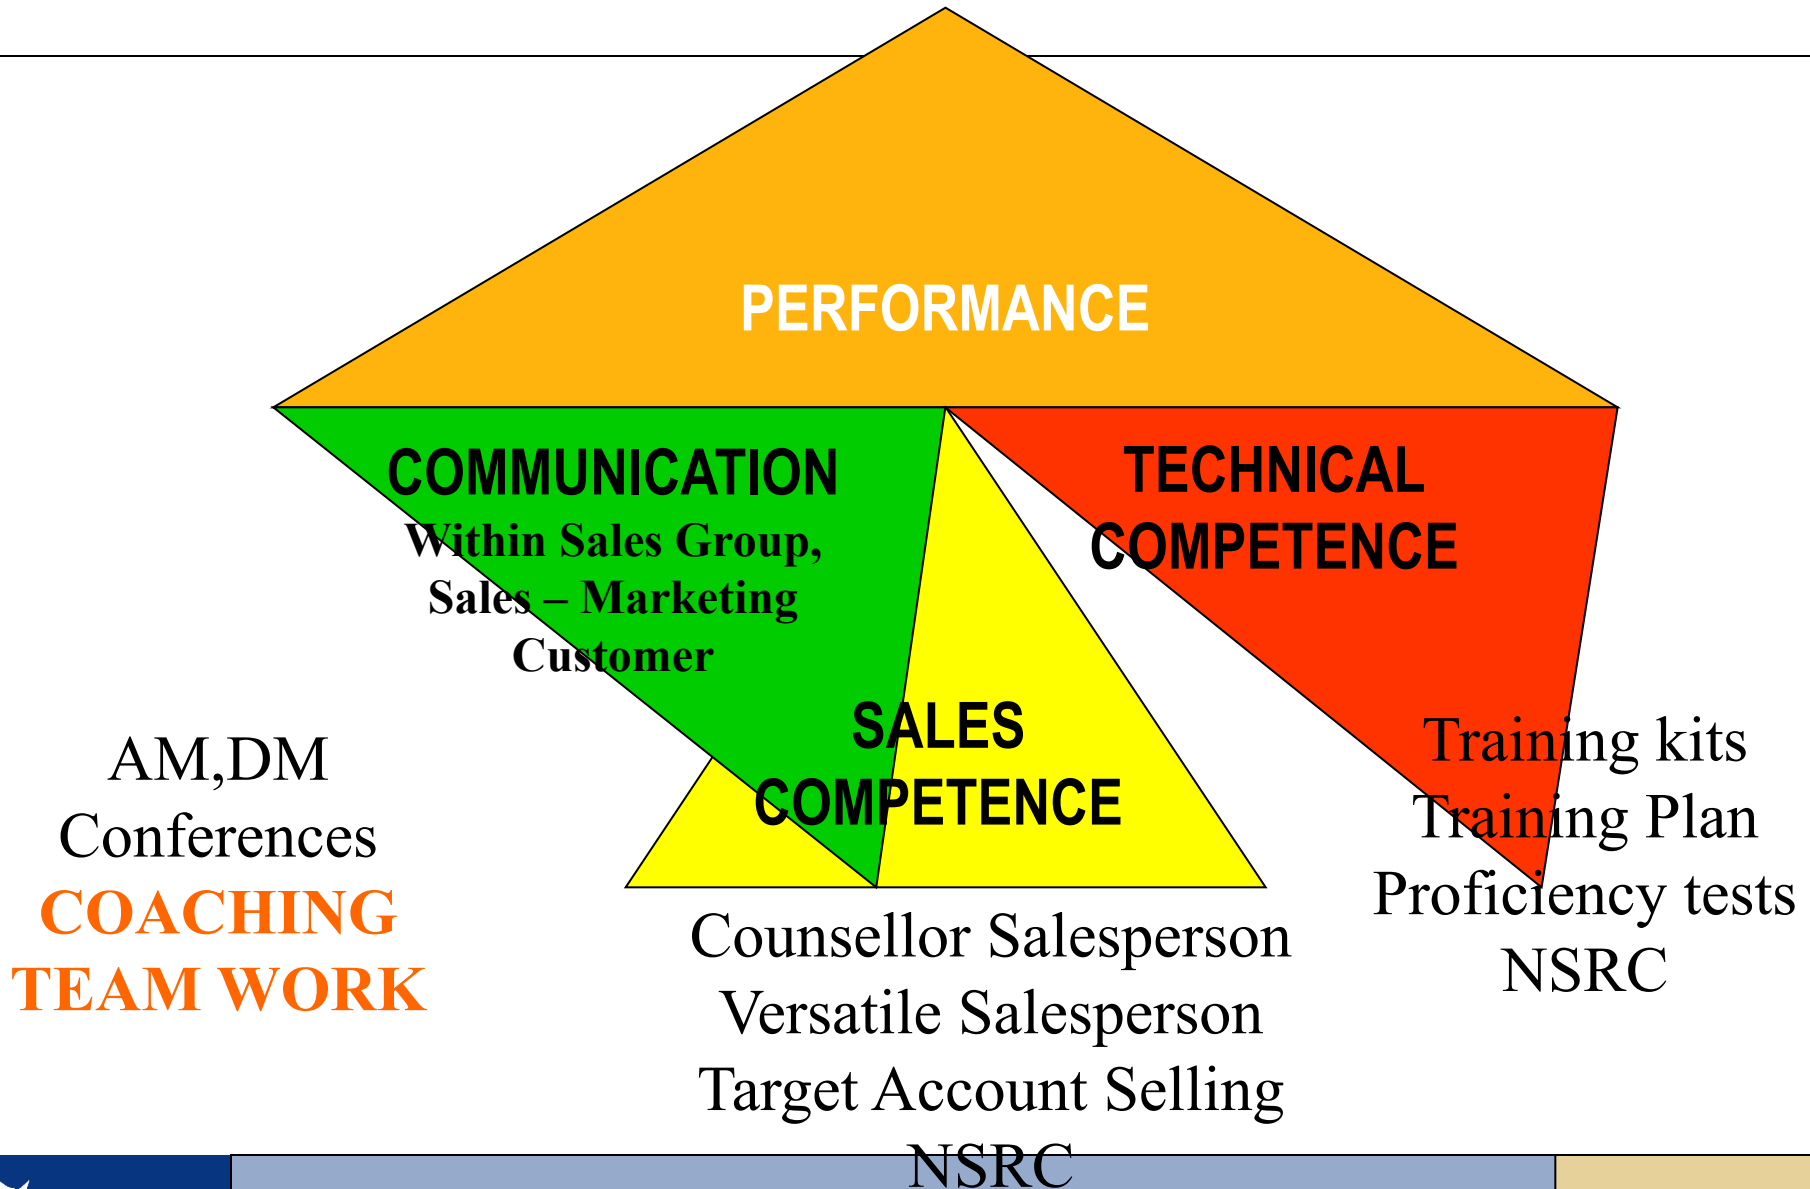 PERFORMANCE
COMMUNICATION
Within Sales Group,
Sales – Marketing
Customer
TECHNICAL
COMPETENCE
SALES
COMPETENCE
AM,DM
Conferences
COACHING
TEAM WORK
Counsellor Salesperson
Versatile Salesperson
Target Account Selling
NSRC
Training kits
Training Plan
Proficiency tests
NSRC